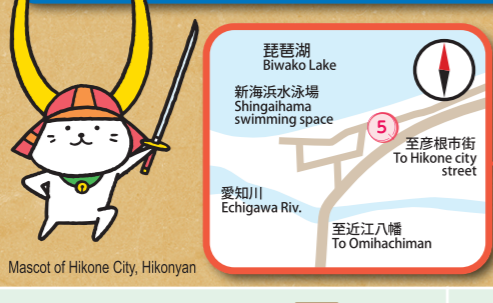 琵琶湖
Biwako Lake
新海浜水泳場
Shingaihama
swimming space
5
至彦根市街
To Hikone city
street
愛知川
Echigawa Riv.
至近江八幡
To Omihachiman
Mascot of Hikone City, Hikonyan